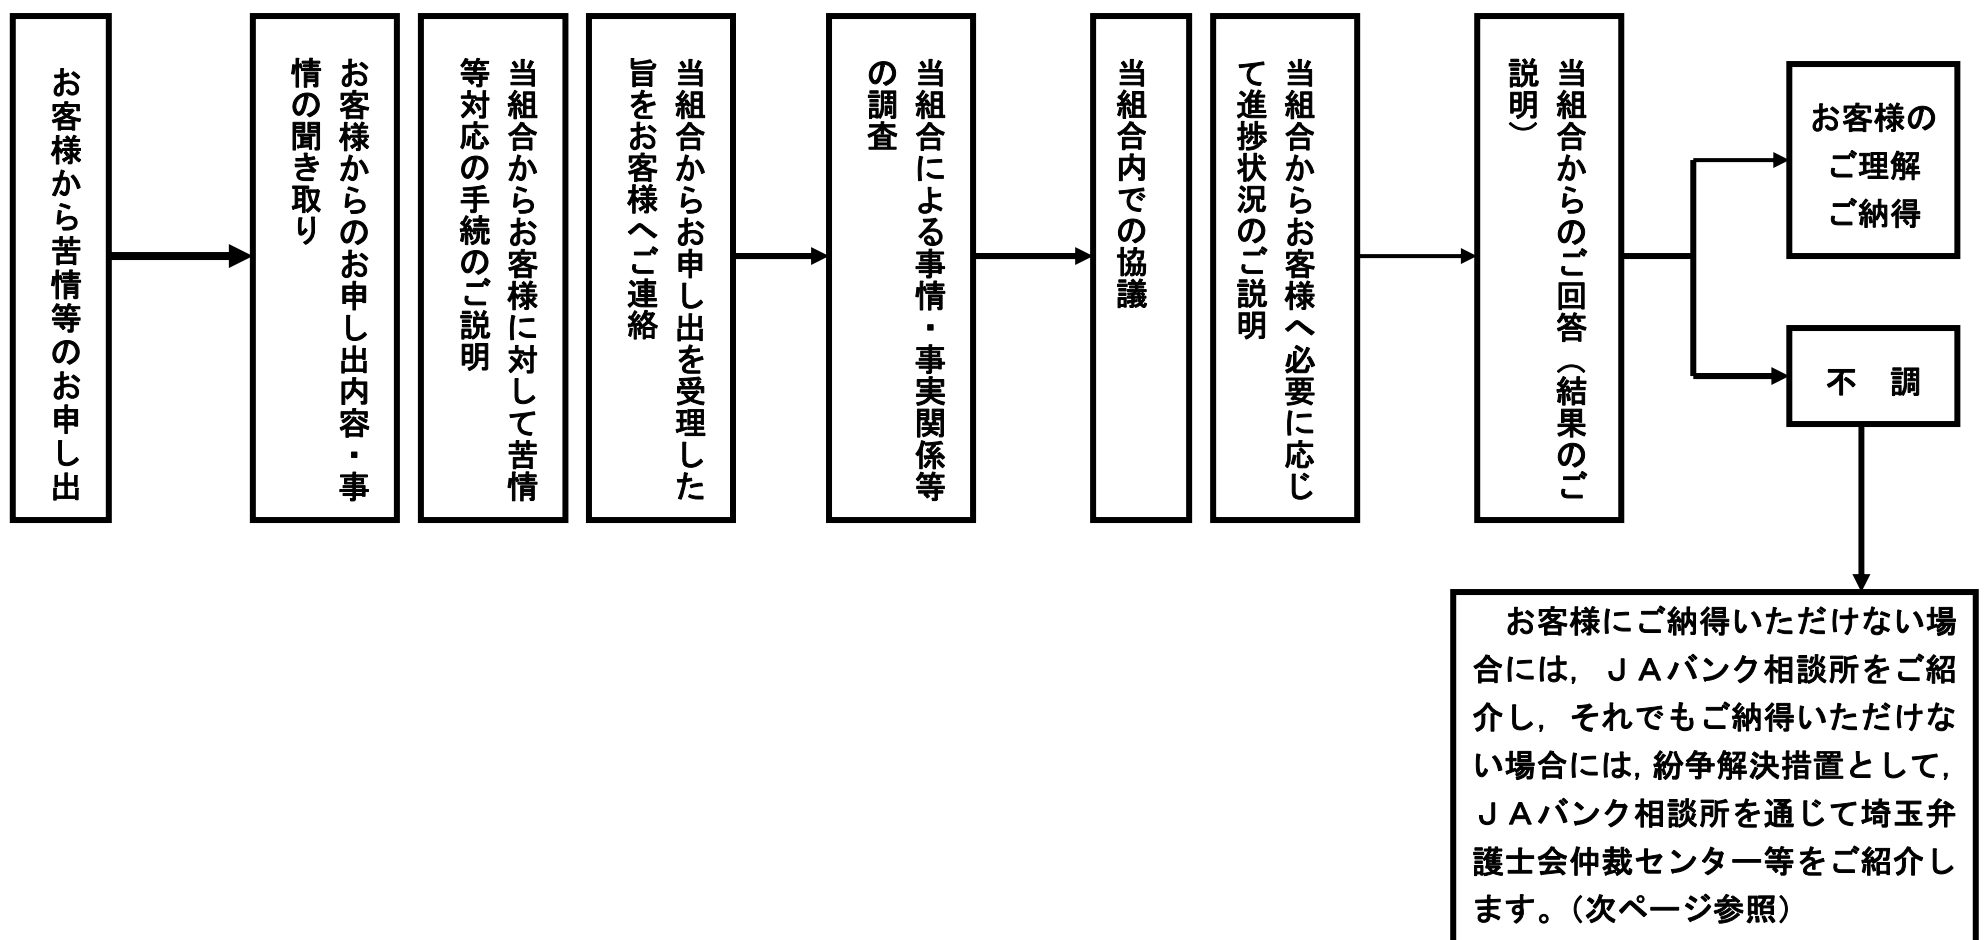 お客様から苦情等のお申し出
お客様からのお申し出内容・事
情の聞き取り
当組合からお客様に対して苦情
等対応の手続のご説明
当組合からお申し出を受理した
旨をお客様へご連絡
当組合による事情・事実関係等
の調査
当組合内での協議
当組合からお客様へ必要に応じ
て進捗状況のご説明
当組合からのご回答（結果のご
説明）
お客様の
ご理解
ご納得
不　調
お客様にご納得いただけない場
合には，ＪＡバンク相談所をご紹
介し，それでもご納得いただけな
い場合には，紛争解決措置として，
ＪＡバンク相談所を通じて埼玉弁
護士会仲裁センター等をご紹介し
ます。（次ページ参照）